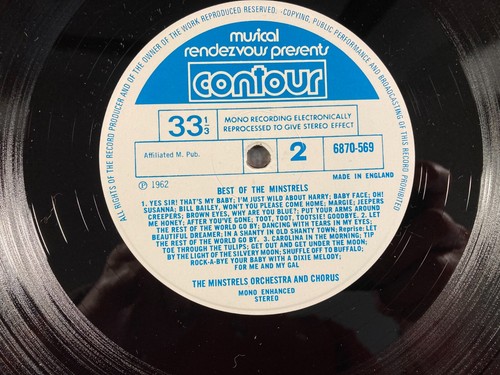 ALL RIGHTS OF THE RECORD PRODUCER AND OF THE OWNER OF THE WORK REPRODUCED RESERVED. -COPYING, PUBLIC PERFORMANCE AND BROADCASTING OF THIS RECORD PROHIBITED
musical
rendezvous presents
contour
33 1/3
MONO RECORDING ELECTRONICALLY
REPROCESSED TO GIVE STEREO EFFECT
Affiliated M. Pub.
2
6870-569
MADE IN ENGLAND
Ⓟ 1962
BEST OF THE MINSTRELS
1. YES SIR! THAT'S MY BABY; I'M JUST WILD ABOUT HARRY; BABY FACE; OH!
SUSANNA; BILL BAILEY, WON'T YOU PLEASE COME HOME; MARGIE; JEEPERS
CREEPERS; BROWN EYES, WHY ARE YOU BLUE?; PUT YOUR ARMS AROUND
ME HONEY; AFTER YOU'VE GONE; TOOT, TOOT, TOOTSIE! GOODBYE. 2. LET
THE REST OF THE WORLD GO BY; DANCING WITH TEARS IN MY EYES;
BEAUTIFUL DREAMER; IN A SHANTY IN OLD SHANTY TOWN; Reprise: LET
THE REST OF THE WORLD GO BY. 3. CAROLINA IN THE MORNING; TIP
TOE THROUGH THE TULIPS; GET OUT AND GET UNDER THE MOON;
BY THE LIGHT OF THE SILVERY MOON; SHUFFLE OFF TO BUFFALO;
ROCK-A-BYE YOUR BABY WITH A DIXIE MELODY;
FOR ME AND MY GAL
THE MINSTRELS ORCHESTRA AND CHORUS
MONO ENHANCED
STEREO